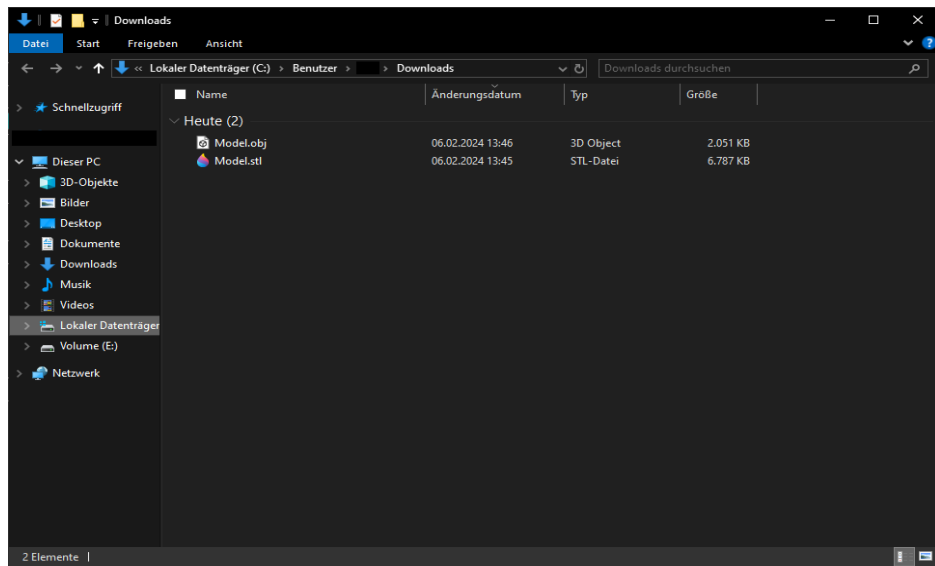 Downloads
Datei Start Freigeben Ansicht ?
« Lokaler Datenträger (C:) › Benutzer › › Downloads Downloads durchsuchen
Name Änderungsdatum Typ Größe
Schnellzugriff
Heute (2)
Model.obj 06.02.2024 13:46 3D Object 2.051 KB
Model.stl 06.02.2024 13:45 STL-Datei 6.787 KB
Dieser PC
3D-Objekte
Bilder
Desktop
Dokumente
Downloads
Musik
Videos
Lokaler Datenträger
Volume (E:)
Netzwerk
2 Elemente